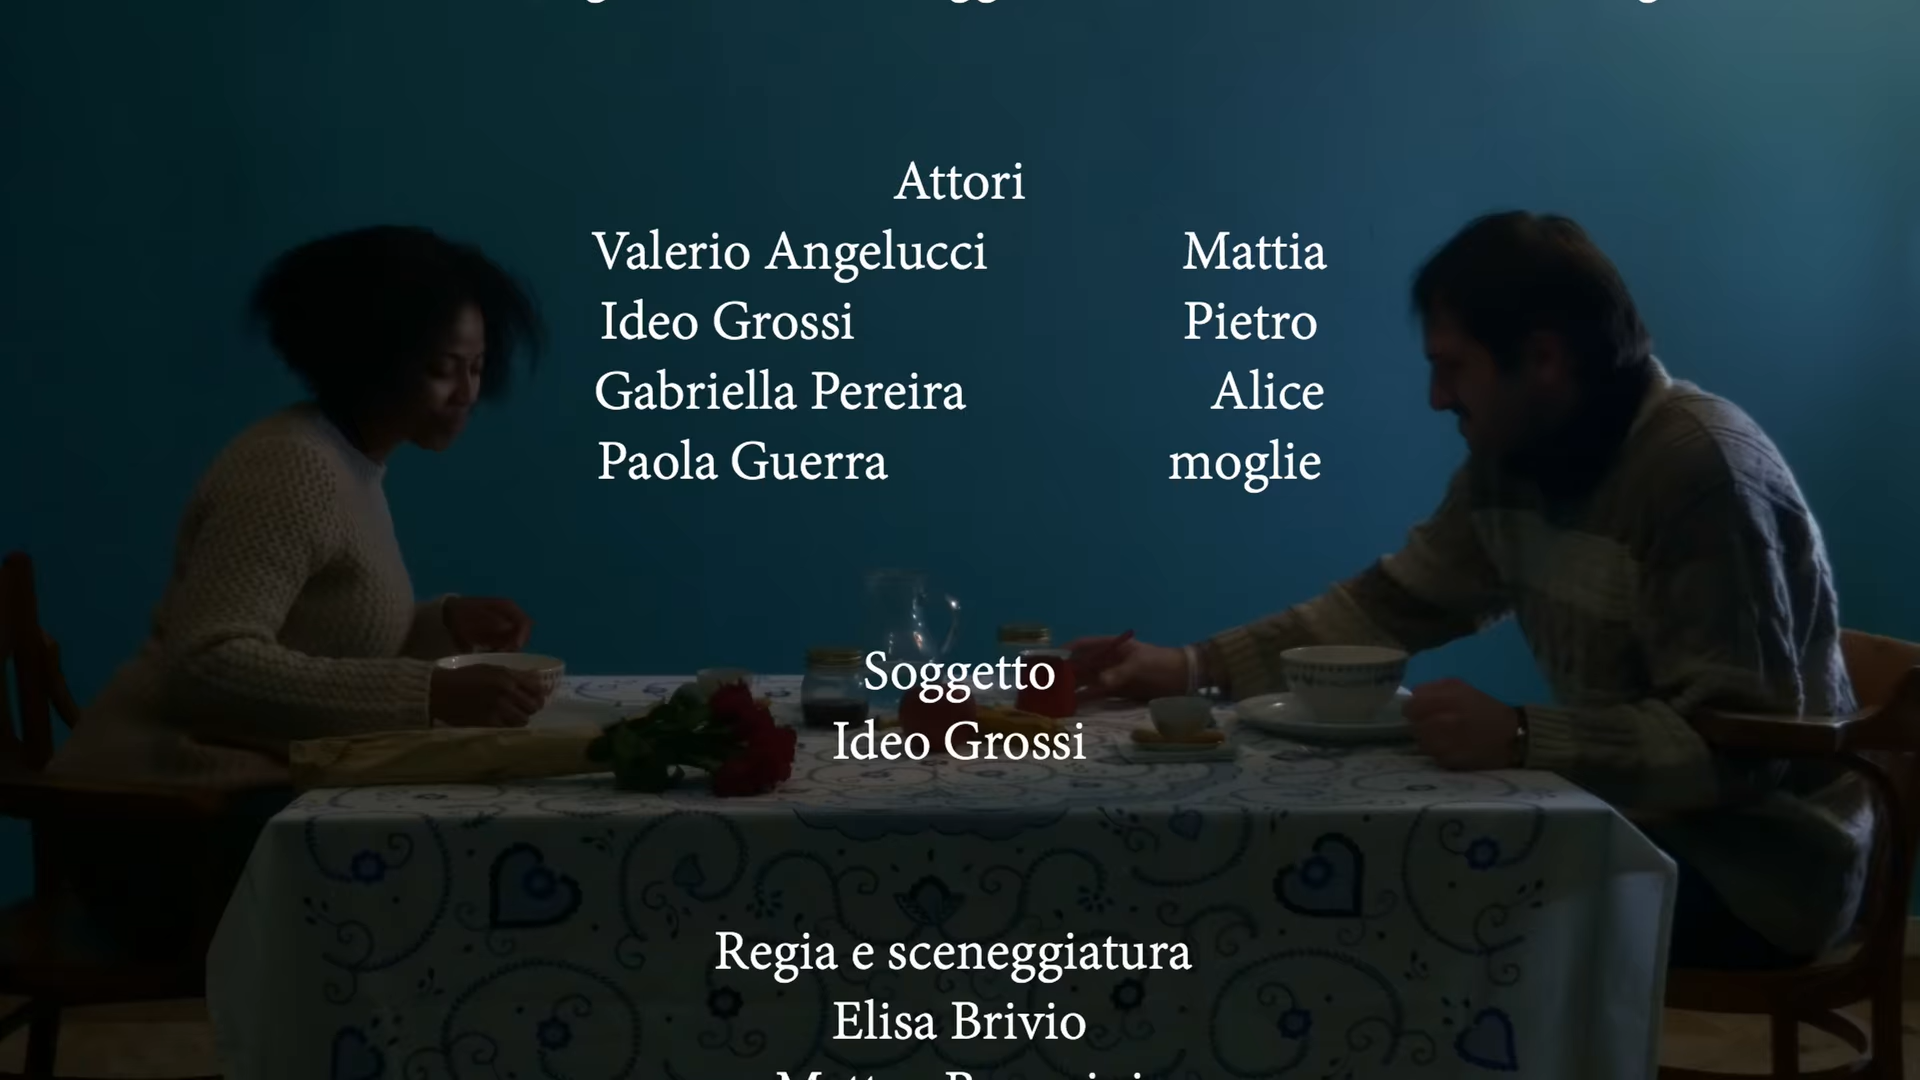 Attori
Valerio Angelucci Mattia
Ideo Grossi Pietro
Gabriella Pereira Alice
Paola Guerra moglie
Soggetto
Ideo Grossi
Regia e sceneggiatura
Elisa Brivio